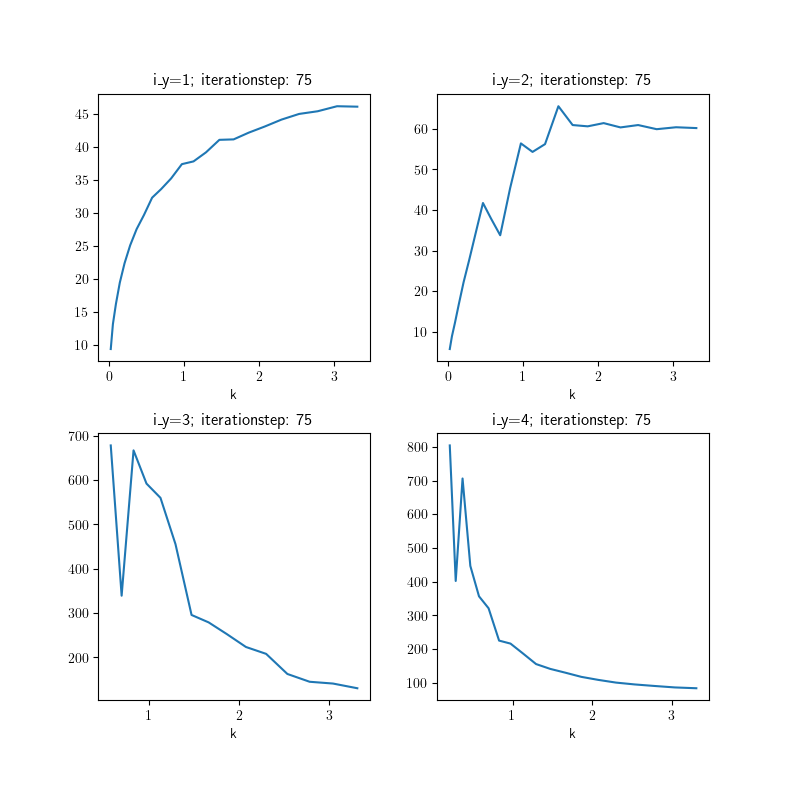 i_y=1; iterationstep: 75
i_y=2; iterationstep: 75
45
40
35
30
25
20
15
10
0 1 2 3
k
60
50
40
30
20
10
0 1 2 3
k
i_y=3; iterationstep: 75
i_y=4; iterationstep: 75
700
600
500
400
300
200
1 2 3
k
800
700
600
500
400
300
200
100
1 2 3
k